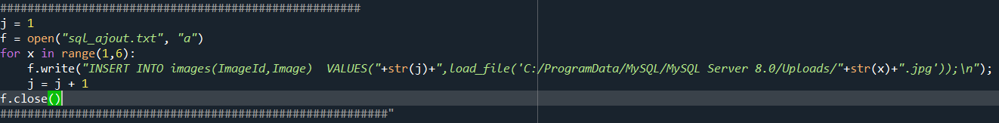 #####################################################
j = 1
f = open("sql_ajout.txt", "a")
for x in range(1,6):
    f.write("INSERT INTO images(ImageId,Image)  VALUES("+str(j)+",load_file('C:/ProgramData/MySQL/MySQL Server 8.0/Uploads/"+str(x)+".jpg'));\n");
    j = j + 1
f.close()
#########################################################"